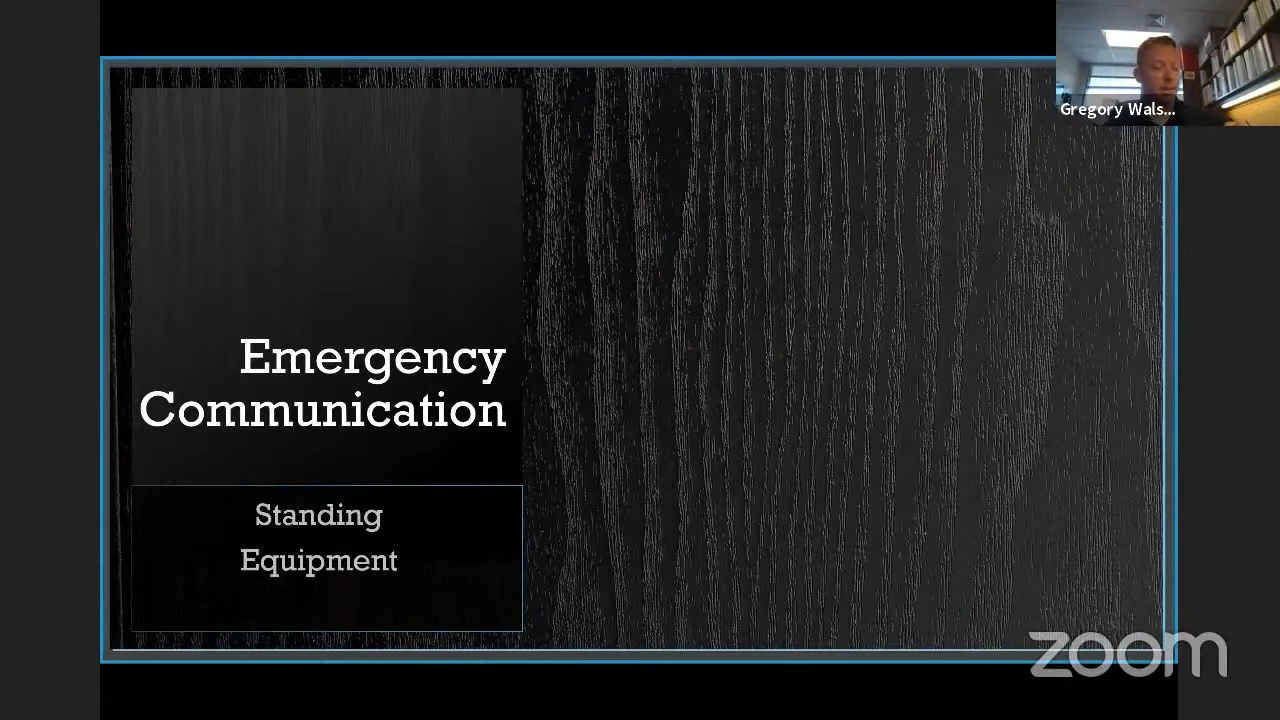 Gregory Wals...
Emergency
Communication
Standing
Equipment
zoom